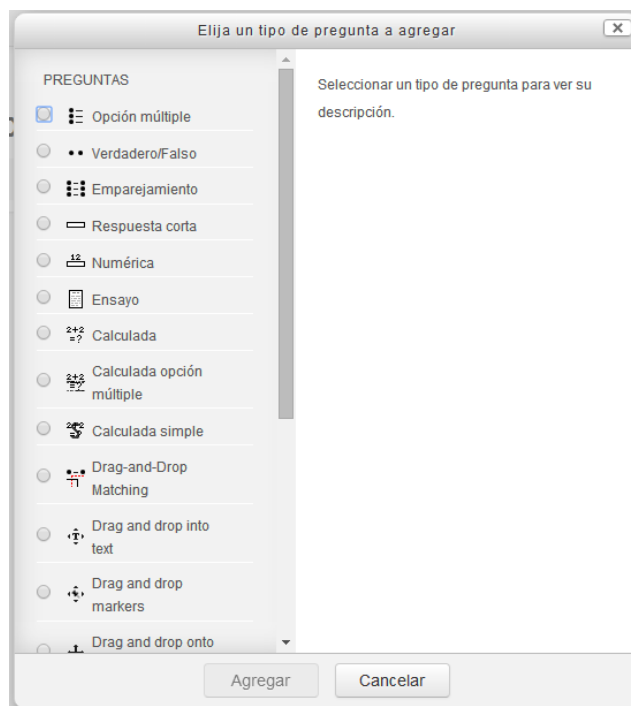 Elija un tipo de pregunta a agregar
PREGUNTAS
Opción múltiple
Verdadero/Falso
Emparejamiento
Respuesta corta
Numérica
Ensayo
Calculada
Calculada opción
múltiple
Calculada simple
Drag-and-Drop
Matching
Drag and drop into
text
Drag and drop
markers
Drag and drop onto
Seleccionar un tipo de pregunta para ver su
descripción.
Agregar
Cancelar